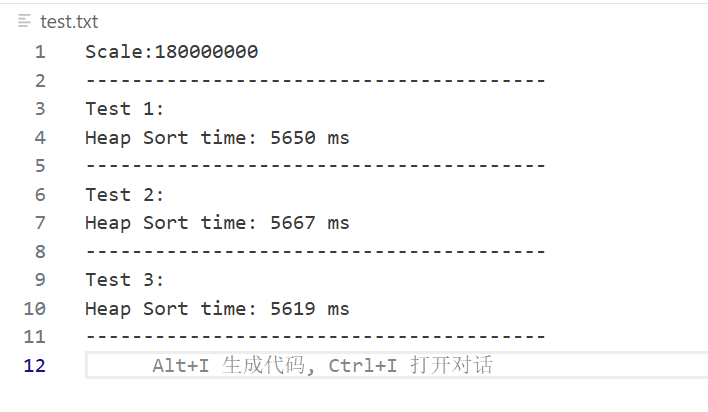 test.txt
1 Scale:180000000
2 ----------------------------------------
3 Test 1:
4 Heap Sort time: 5650 ms
5 ----------------------------------------
6 Test 2:
7 Heap Sort time: 5667 ms
8 ----------------------------------------
9 Test 3:
10 Heap Sort time: 5619 ms
11 ----------------------------------------
12 Alt+I 生成代码, Ctrl+I 打开对话